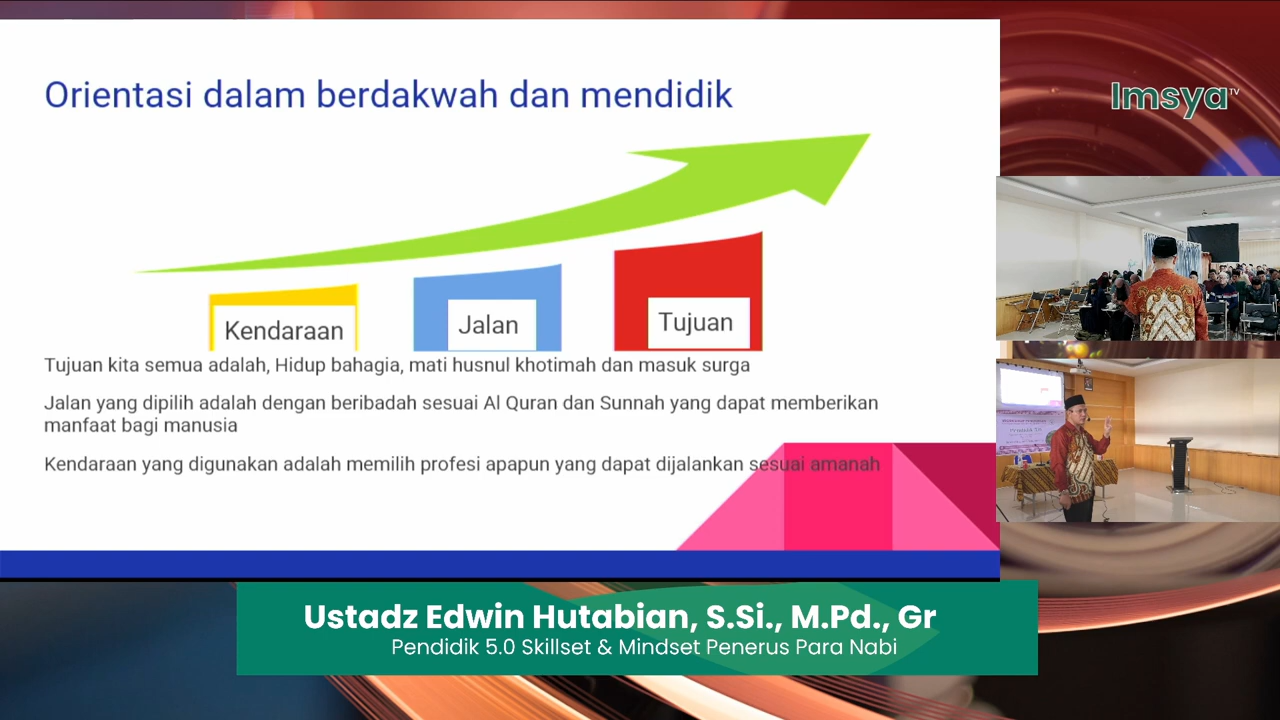 Orientasi dalam berdakwah dan mendidik
Imsya TV
Kendaraan
Jalan
Tujuan
Tujuan kita semua adalah, Hidup bahagia, mati husnul khotimah dan masuk surga
Jalan yang dipilih adalah dengan beribadah sesuai Al Quran dan Sunnah yang dapat memberikan
manfaat bagi manusia
Kendaraan yang digunakan adalah memilih profesi apapun yang dapat dijalankan sesuai amanah
Ustadz Edwin Hutabian, S.Si., M.Pd., Gr
Pendidik 5.0 Skillset & Mindset Penerus Para Nabi